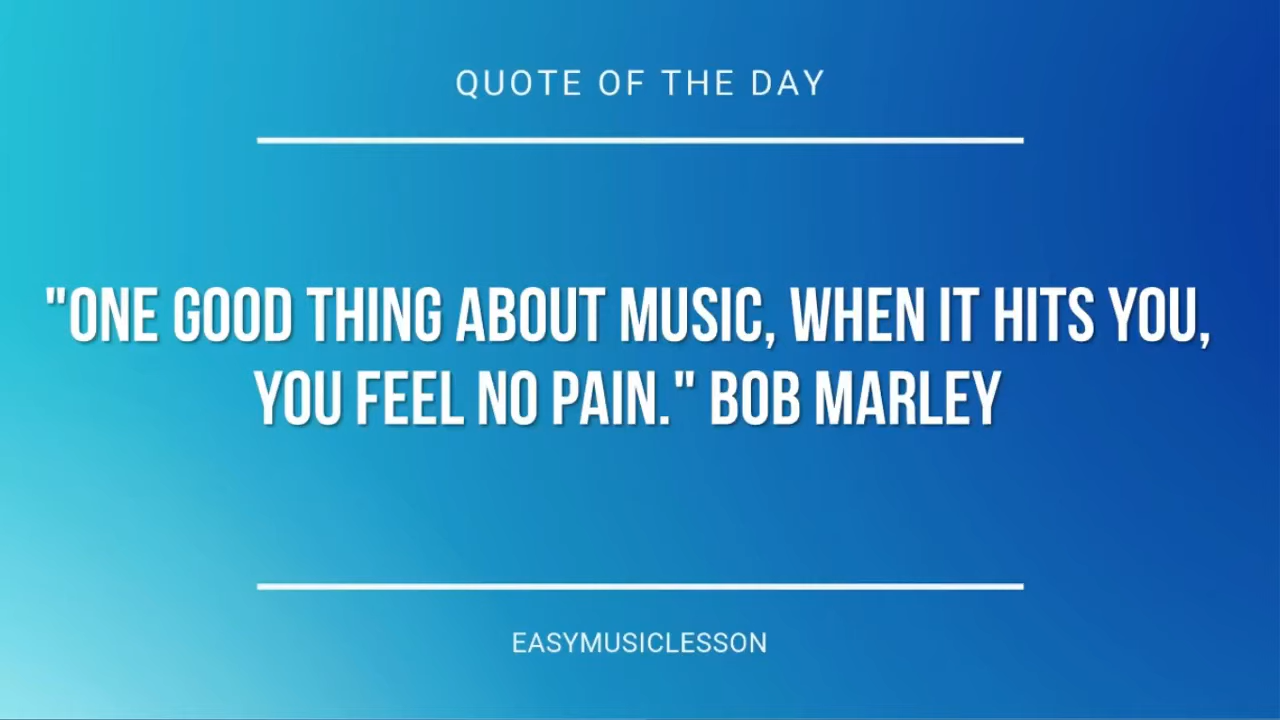 QUOTE OF THE DAY
"ONE GOOD THING ABOUT MUSIC, WHEN IT HITS YOU,
YOU FEEL NO PAIN." BOB MARLEY
EASYMUSICLESSON